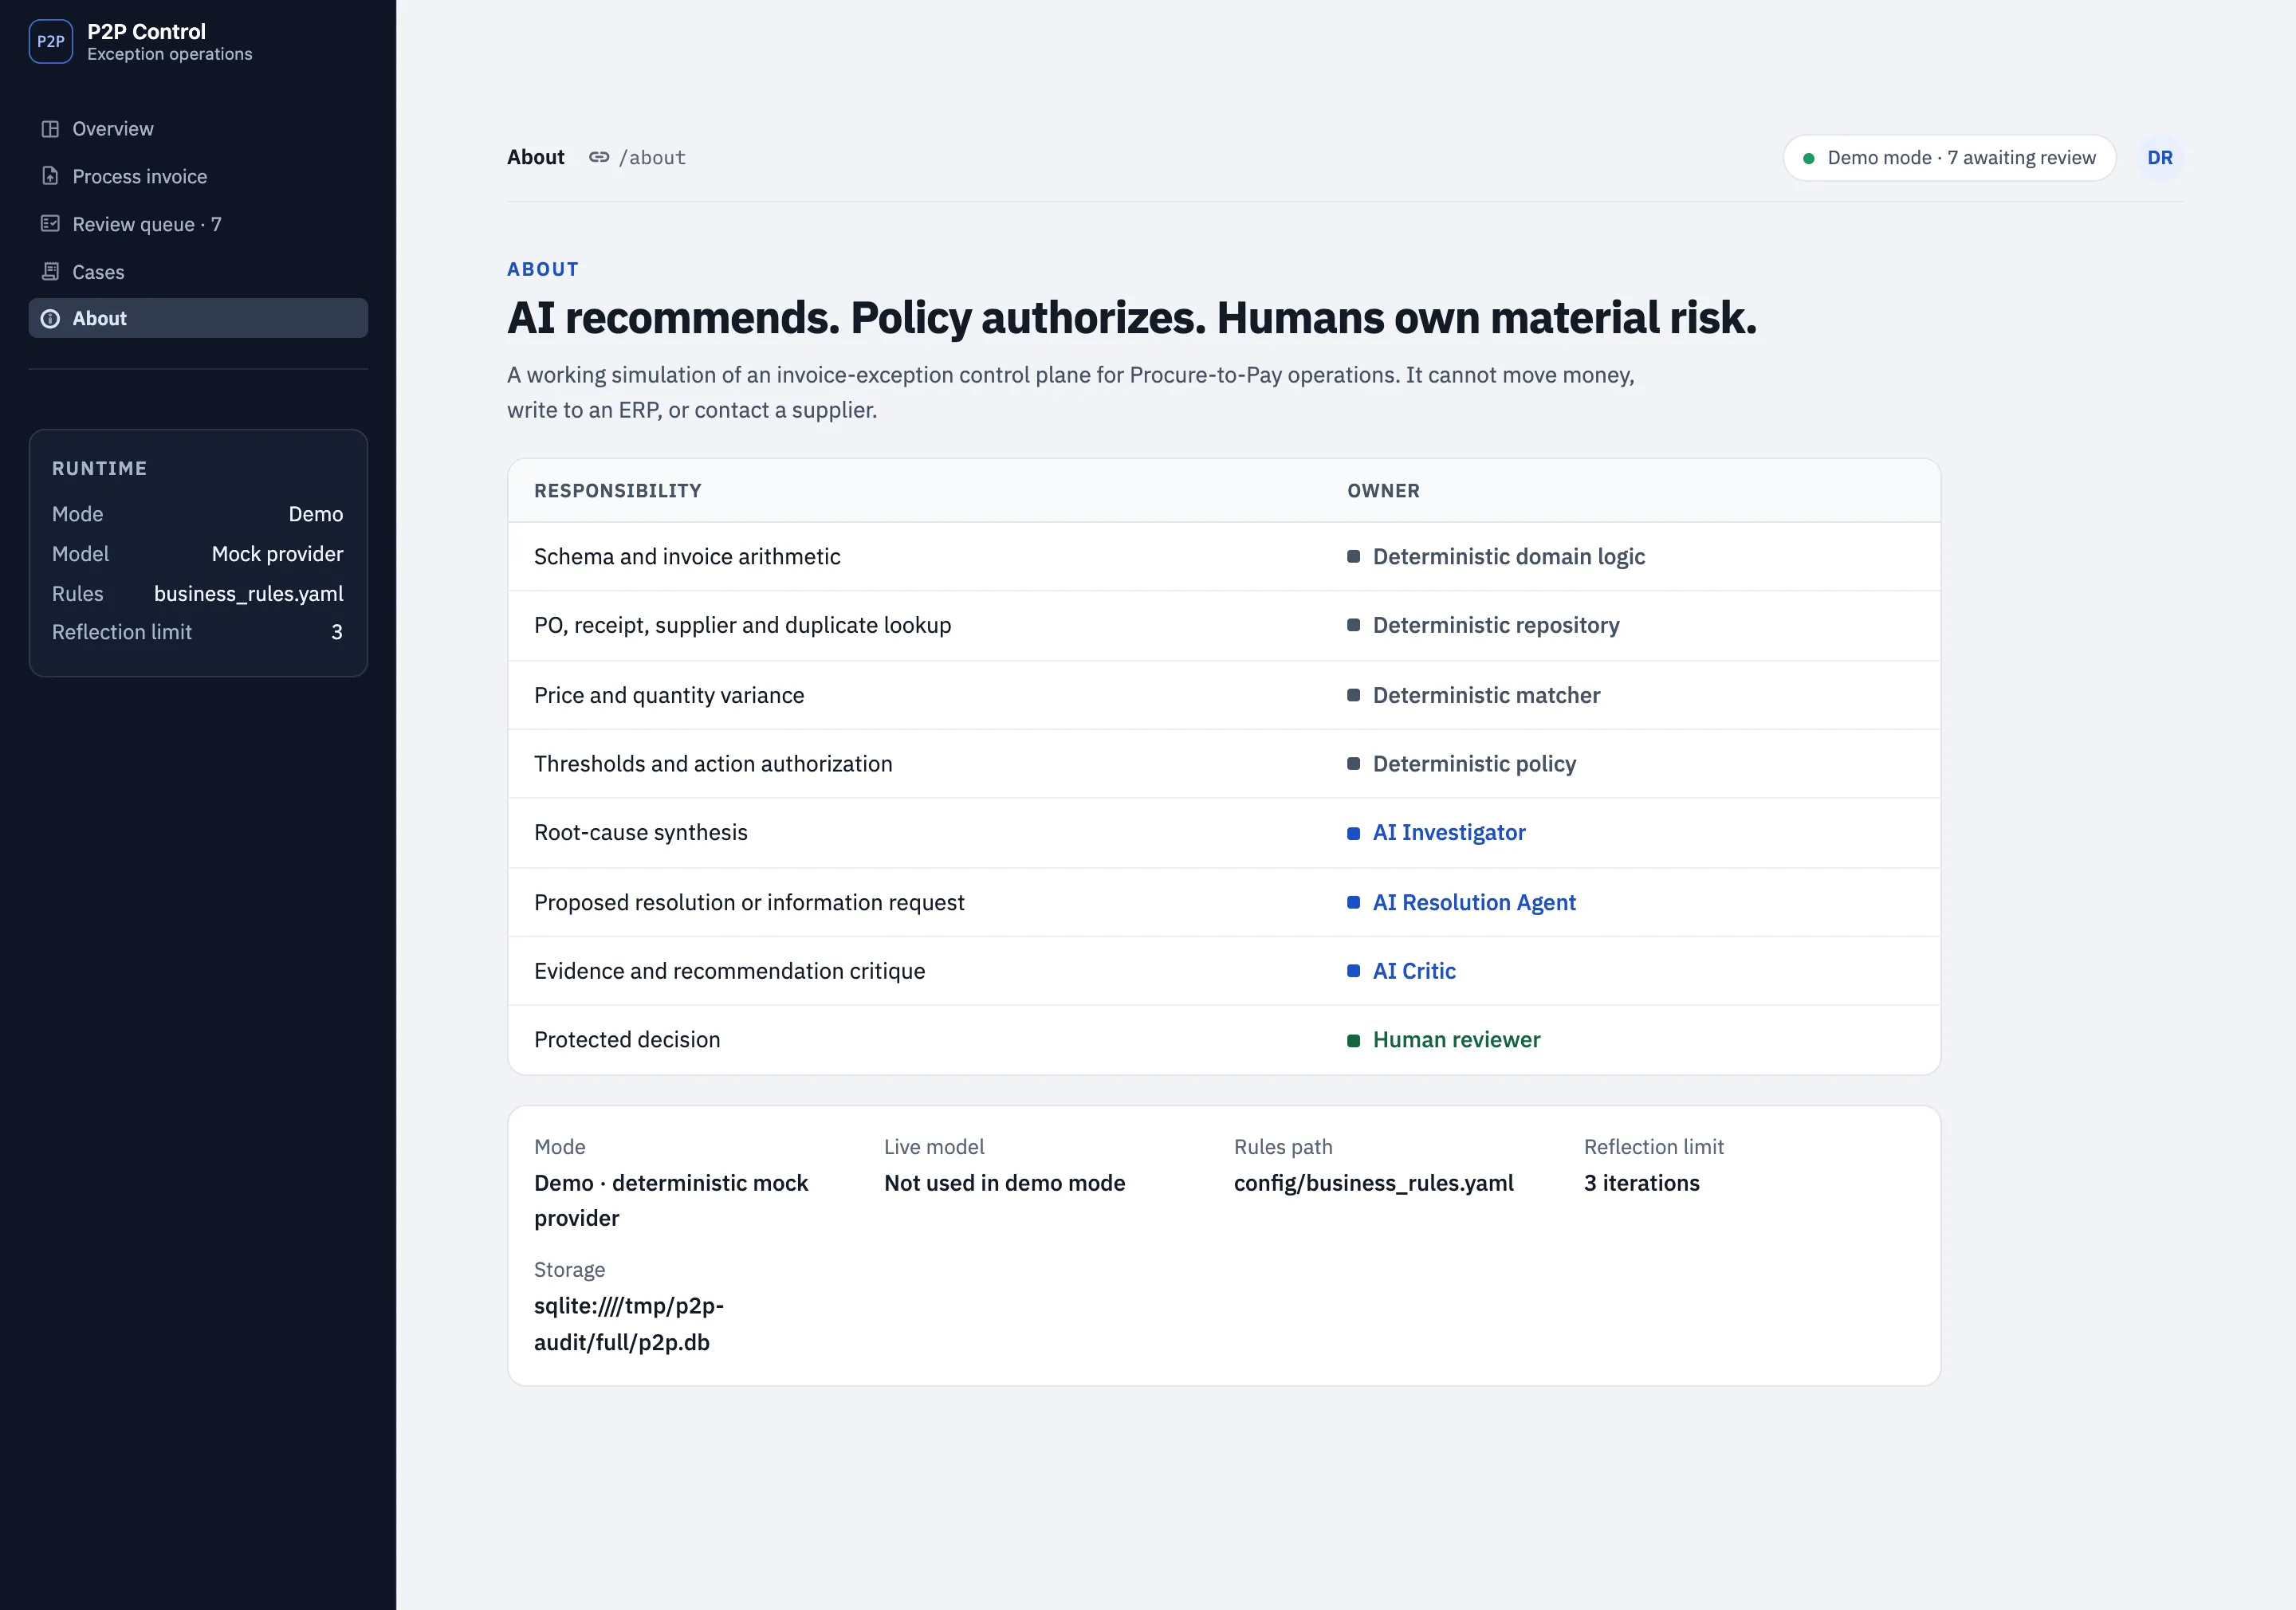 P2P
P2P Control
Exception operations
Overview
Process invoice
Review queue · 7
Cases
About
RUNTIME
Mode Demo
Model Mock provider
Rules business_rules.yaml
Reflection limit 3
About /about
Demo mode · 7 awaiting review
DR
ABOUT
AI recommends. Policy authorizes. Humans own material risk.
A working simulation of an invoice-exception control plane for Procure-to-Pay operations. It cannot move money,
write to an ERP, or contact a supplier.
RESPONSIBILITY OWNER
Schema and invoice arithmetic Deterministic domain logic
PO, receipt, supplier and duplicate lookup Deterministic repository
Price and quantity variance Deterministic matcher
Thresholds and action authorization Deterministic policy
Root-cause synthesis AI Investigator
Proposed resolution or information request AI Resolution Agent
Evidence and recommendation critique AI Critic
Protected decision Human reviewer
Mode
Demo · deterministic mock
provider
Live model
Not used in demo mode
Rules path
config/business_rules.yaml
Reflection limit
3 iterations
Storage
sqlite:////tmp/p2p-
audit/full/p2p.db